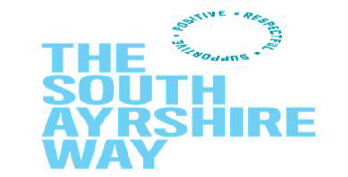 POSITIVE • RESPECTFUL • SUPPORTIVE •
THE
SOUTH
AYRSHIRE
WAY